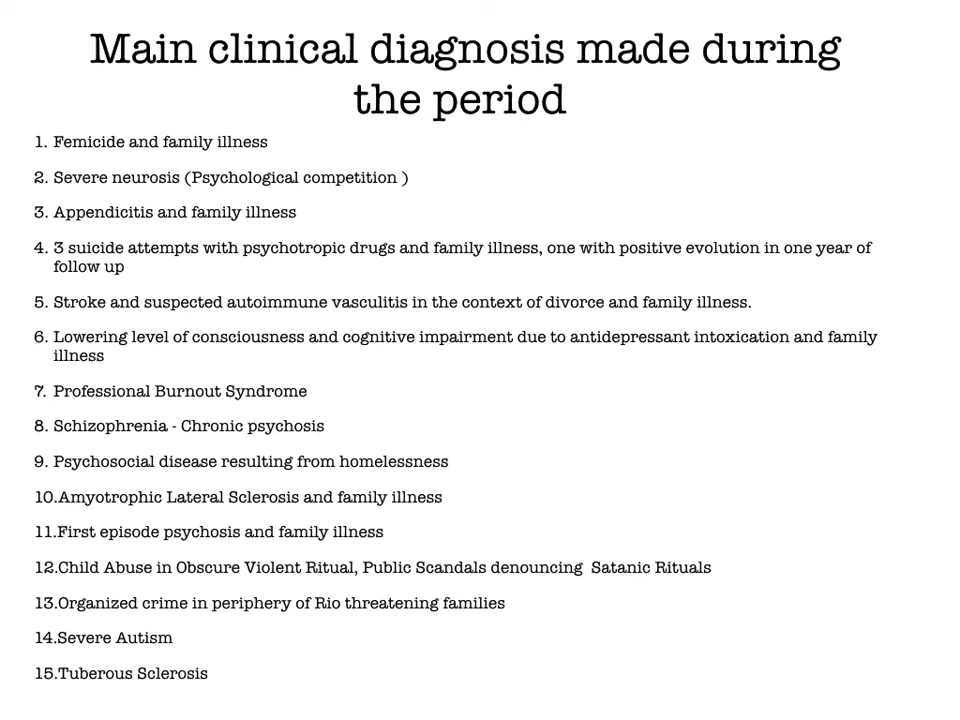 Main clinical diagnosis made during
the period
1. Femicide and family illness
2. Severe neurosis (Psychological competition )
3. Appendicitis and family illness
4. 3 suicide attempts with psychotropic drugs and family illness, one with positive evolution in one year of
follow up
5. Stroke and suspected autoimmune vasculitis in the context of divorce and family illness.
6. Lowering level of consciousness and cognitive impairment due to antidepressant intoxication and family
illness
7. Professional Burnout Syndrome
8. Schizophrenia - Chronic psychosis
9. Psychosocial disease resulting from homelessness
10.Amyotrophic Lateral Sclerosis and family illness
11.First episode psychosis and family illness
12.Child Abuse in Obscure Violent Ritual, Public Scandals denouncing  Satanic Rituals
13.Organized crime in periphery of Rio threatening families
14.Severe Autism
15.Tuberous Sclerosis